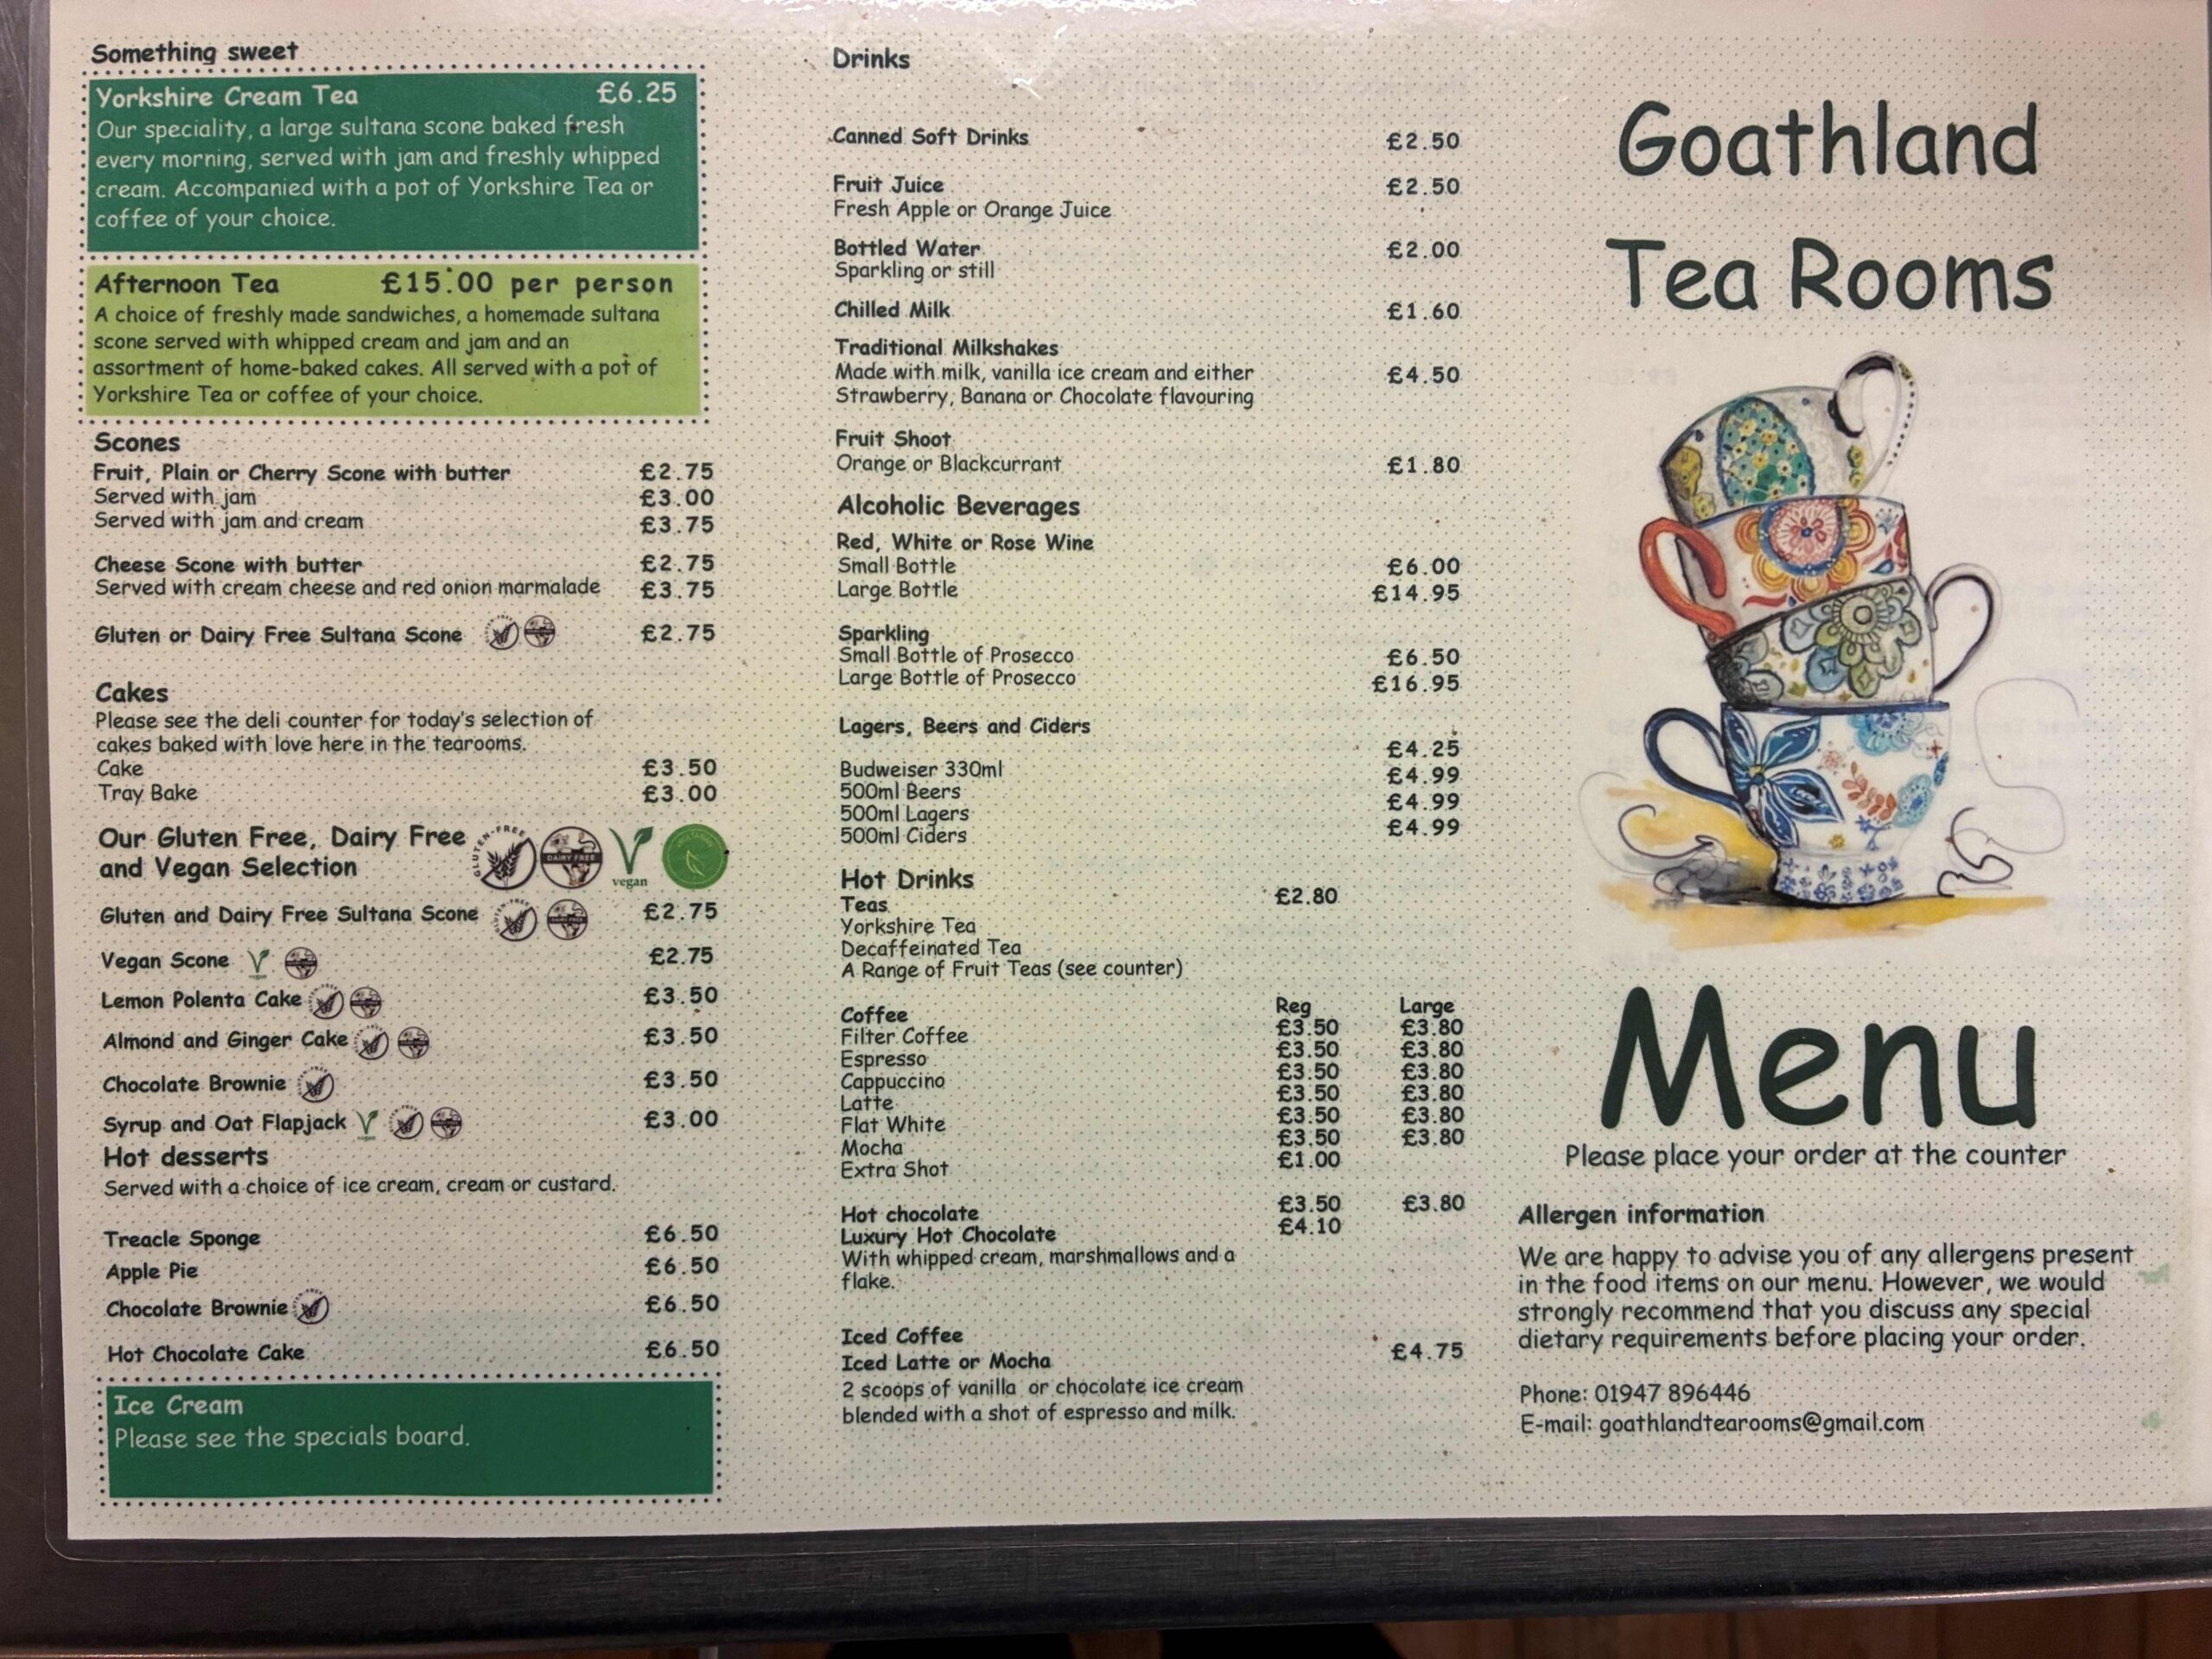 Something sweet
Yorkshire Cream Tea £6.25
Our speciality, a large sultana scone baked fresh
every morning, served with jam and freshly whipped
cream. Accompanied with a pot of Yorkshire Tea or
coffee of your choice.
Afternoon Tea £15.00 per person
A choice of freshly made sandwiches, a homemade sultana
scone served with whipped cream and jam and an
assortment of home-baked cakes. All served with a pot of
Yorkshire Tea or coffee of your choice.
Scones
Fruit, Plain or Cherry Scone with butter £2.75
Served with jam £3.00
Served with jam and cream £3.75
Cheese Scone with butter £2.75
Served with cream cheese and red onion marmalade £3.75
Gluten or Dairy Free Sultana Scone £2.75
Cakes
Please see the deli counter for today's selection of
cakes baked with love here in the tearooms.
Cake £3.50
Tray Bake £3.00
Our Gluten Free, Dairy Free
and Vegan Selection
GLUTEN-FREE
DAIRY FREE
vegan
Gluten and Dairy Free Sultana Scone £2.75
Vegan Scone £2.75
Lemon Polenta Cake £3.50
Almond and Ginger Cake £3.50
Chocolate Brownie £3.50
Syrup and Oat Flapjack £3.00
Hot desserts
Served with a choice of ice cream, cream or custard.
Treacle Sponge £6.50
Apple Pie £6.50
Chocolate Brownie £6.50
Hot Chocolate Cake £6.50
Ice Cream
Please see the specials board.
Drinks
Canned Soft Drinks £2.50
Fruit Juice £2.50
Fresh Apple or Orange Juice
Bottled Water £2.00
Sparkling or still
Chilled Milk £1.60
Traditional Milkshakes
Made with milk, vanilla ice cream and either £4.50
Strawberry, Banana or Chocolate flavouring
Fruit Shoot
Orange or Blackcurrant £1.80
Alcoholic Beverages
Red, White or Rose Wine
Small Bottle £6.00
Large Bottle £14.95
Sparkling
Small Bottle of Prosecco £6.50
Large Bottle of Prosecco £16.95
Lagers, Beers and Ciders
Budweiser 330ml £4.25
500ml Beers £4.99
500ml Lagers £4.99
500ml Ciders £4.99
Hot Drinks
Teas £2.80
Yorkshire Tea
Decaffeinated Tea
A Range of Fruit Teas (see counter)
Coffee Reg Large
Filter Coffee £3.50 £3.80
Espresso £3.50 £3.80
Cappuccino £3.50 £3.80
Latte £3.50 £3.80
Flat White £3.50 £3.80
Mocha £3.50 £3.80
Extra Shot £1.00
Hot chocolate £3.50 £3.80
Luxury Hot Chocolate £4.10
With whipped cream, marshmallows and a
flake.
Iced Coffee
Iced Latte or Mocha £4.75
2 scoops of vanilla or chocolate ice cream
blended with a shot of espresso and milk.
Goathland
Tea Rooms
Menu
Please place your order at the counter
Allergen information
We are happy to advise you of any allergens present
in the food items on our menu. However, we would
strongly recommend that you discuss any special
dietary requirements before placing your order.
Phone: 01947 896446
E-mail: goathlandtearooms@gmail.com